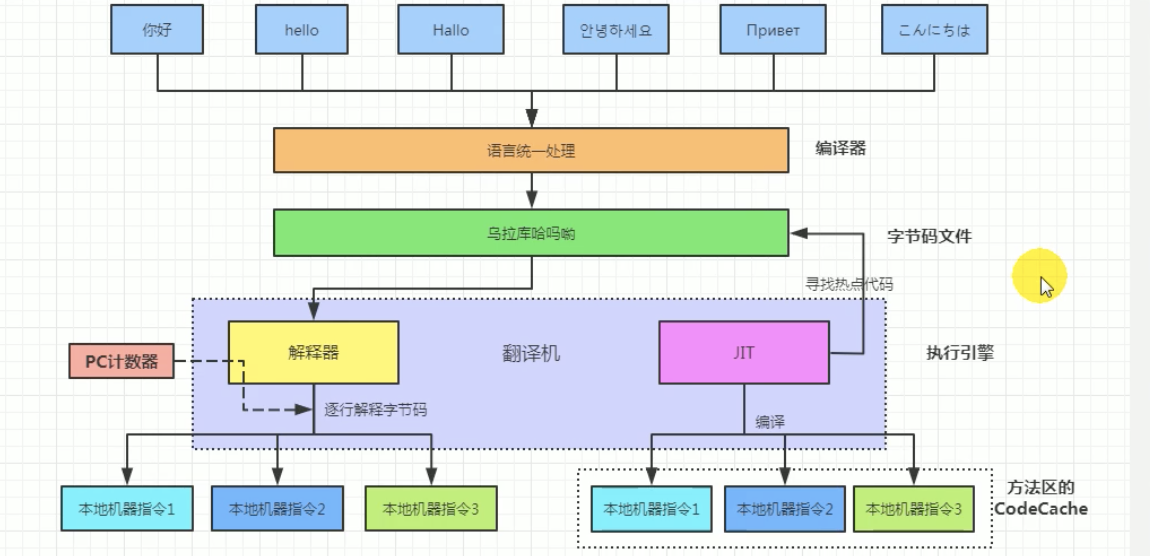 你好
hello
Hallo
안녕하세요
Привет
こんにちは
语言统一处理
编译器
乌拉库哈吗呦
字节码文件
寻找热点代码
解释器
翻译机
JIT
执行引擎
PC计数器
逐行解释字节码
编译
本地机器指令1
本地机器指令2
本地机器指令3
本地机器指令1
本地机器指令2
本地机器指令3
方法区的
CodeCache